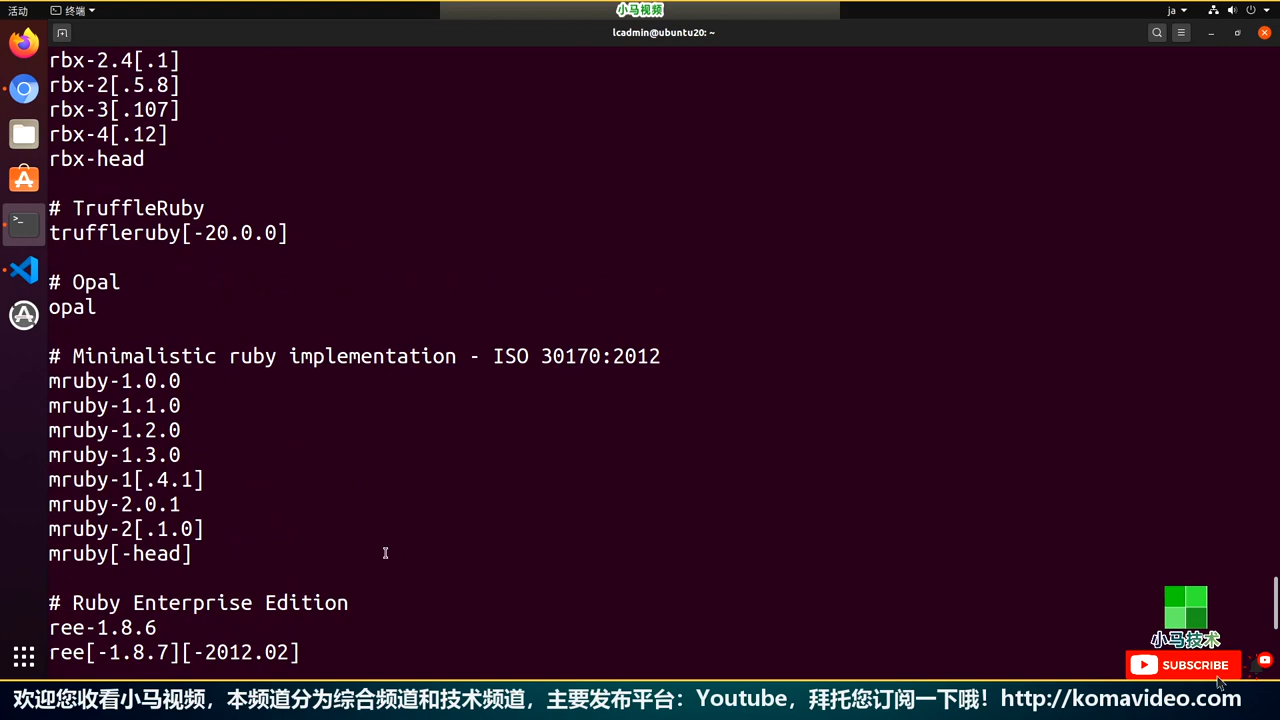 活动
终端
小马视频
ja
lcadmin@ubuntu20: ~
rbx-2.4[.1]
rbx-2[.5.8]
rbx-3[.107]
rbx-4[.12]
rbx-head
# TruffleRuby
truffleruby[-20.0.0]
# Opal
opal
# Minimalistic ruby implementation - ISO 30170:2012
mruby-1.0.0
mruby-1.1.0
mruby-1.2.0
mruby-1.3.0
mruby-1[.4.1]
mruby-2.0.1
mruby-2[.1.0]
mruby[-head]
# Ruby Enterprise Edition
ree-1.8.6
ree[-1.8.7][-2012.02]
小马技术
SUBSCRIBE
欢迎您收看小马视频，本频道分为综合频道和技术频道，主要发布平台：Youtube，拜托您订阅一下哦！http://komavideo.com